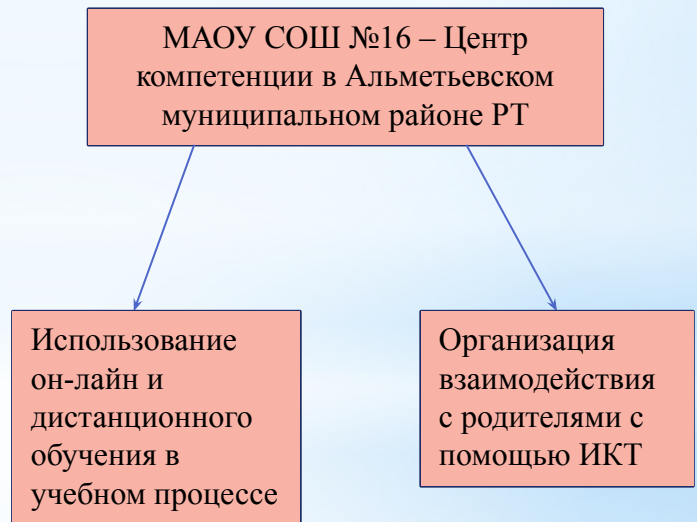 МАОУ СОШ №16 – Центр
компетенции в Альметьевском
муниципальном районе РТ
Использование
он-лайн и
дистанционного
обучения в
учебном процессе
Организация
взаимодействия
с родителями с
помощью ИКТ